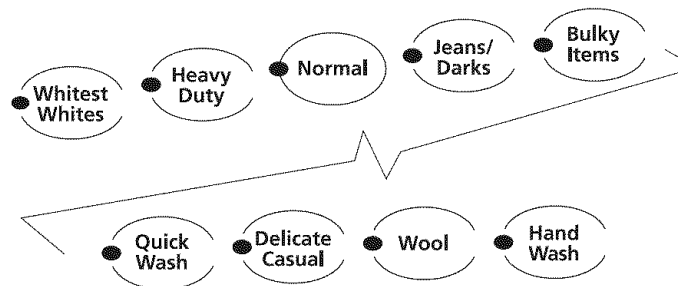 Whitest
Whites
Heavy
Duty
Normal
Jeans/
Darks
Bulky
Items
Quick
Wash
Delicate
Casual
Wool
Hand
Wash